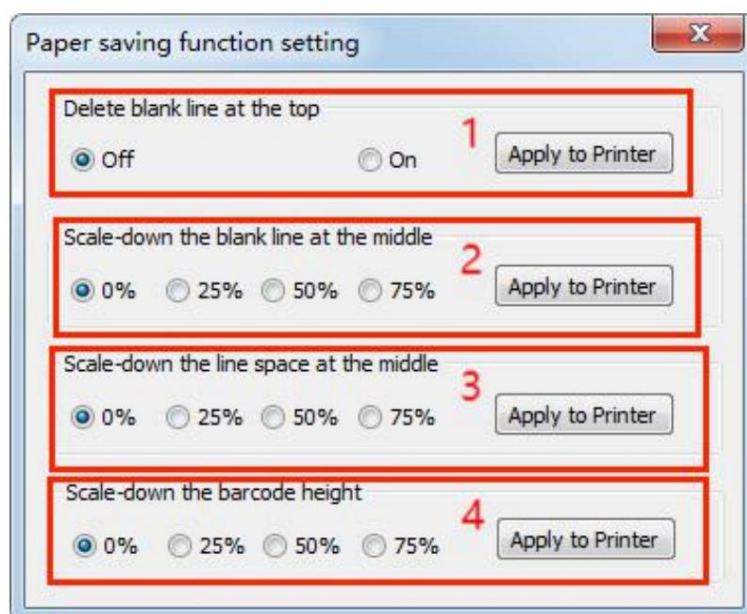 Paper saving function setting
Delete blank line at the top
Off On 1 Apply to Printer
Scale-down the blank line at the middle
0% 25% 50% 75% 2 Apply to Printer
Scale-down the line space at the middle
0% 25% 50% 75% 3 Apply to Printer
Scale-down the barcode height
0% 25% 50% 75% 4 Apply to Printer